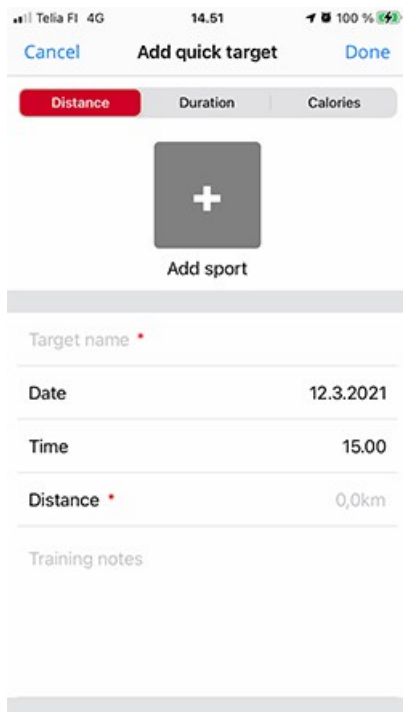 Telia FI 4G 14.51 100 %
Cancel Add quick target Done
Distance Duration Calories
Add sport
Target name *
Date 12.3.2021
Time 15.00
Distance * 0,0km
Training notes